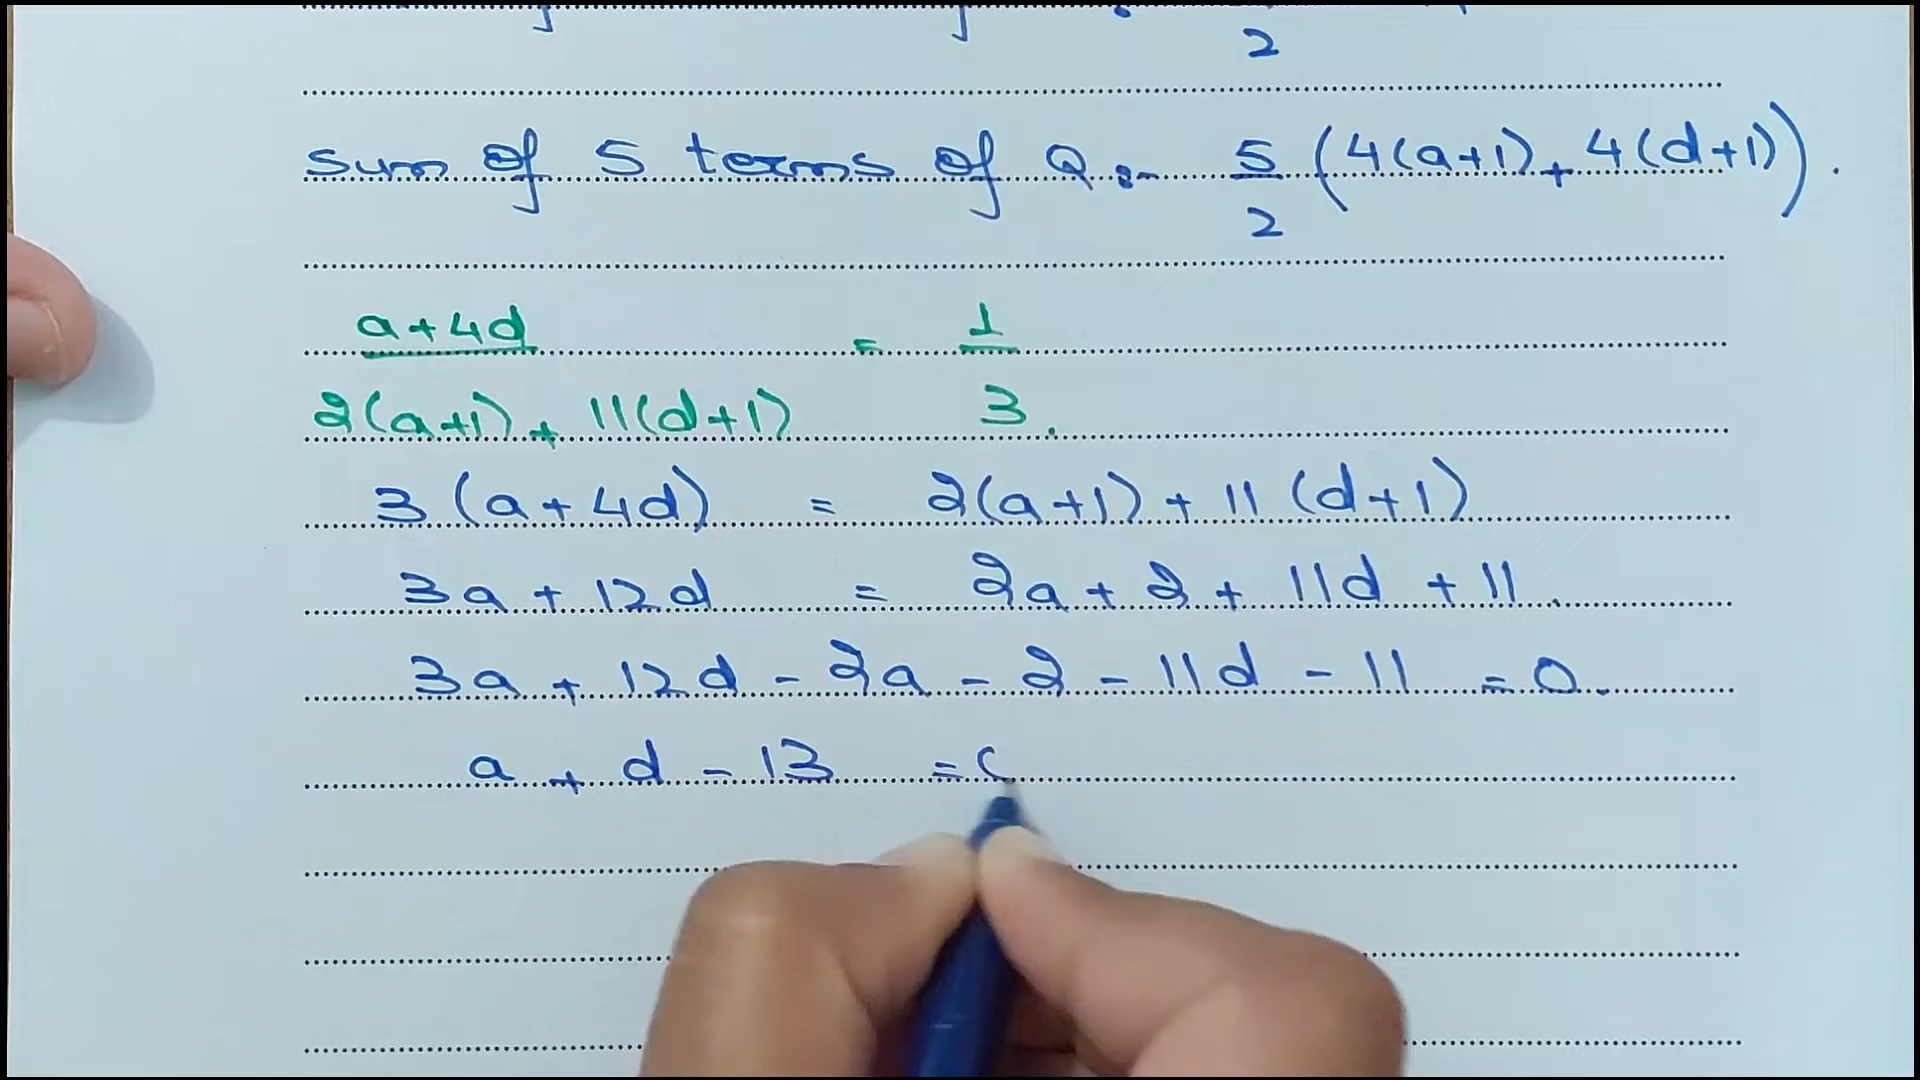 2
sum of 5 terms of Q :- 5/2 (4(a+1) + 4(d+1)).
a+4d / 2(a+1) + 11(d+1) = 1/3.
3(a+4d) = 2(a+1) + 11(d+1)
3a + 12d = 2a + 2 + 11d + 11.
3a + 12d - 2a - 2 - 11d - 11 = 0.
a + d - 13 =